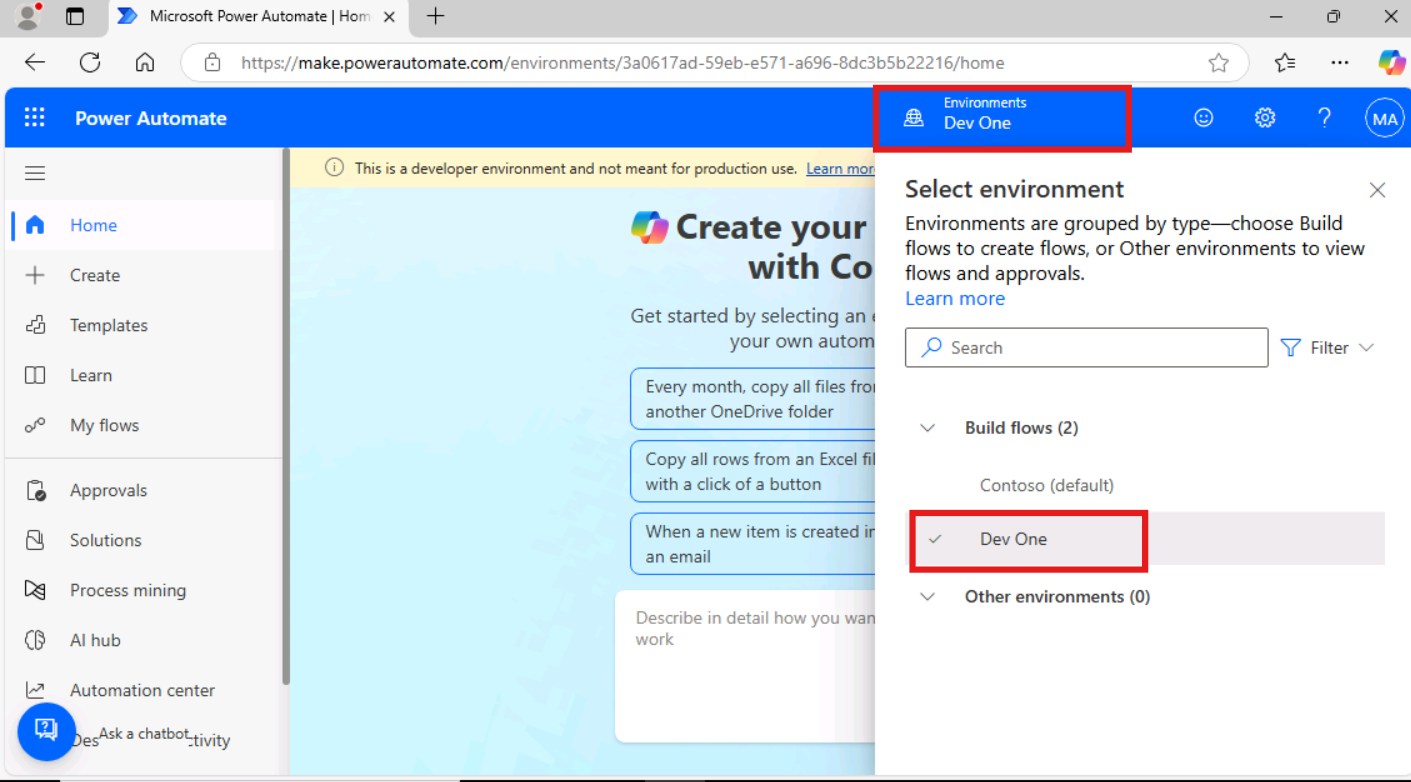 Microsoft Power Automate | Hom
https://make.powerautomate.com/environments/3a0617ad-59eb-e571-a696-8dc3b5b22216/home
Power Automate
Environments
Dev One
MA
Home
Create
Templates
Learn
My flows
Approvals
Solutions
Process mining
AI hub
Automation center
Des
Ask a chatbot
tivity
This is a developer environment and not meant for production use. Learn mor
Create your
with Co
Get started by selecting an e
your own autom
Every month, copy all files fro
another OneDrive folder
Copy all rows from an Excel fil
with a click of a button
When a new item is created in
an email
Describe in detail how you wan
work
Select environment
Environments are grouped by type—choose Build
flows to create flows, or Other environments to view
flows and approvals.
Learn more
Search
Filter
Build flows (2)
Contoso (default)
Dev One
Other environments (0)